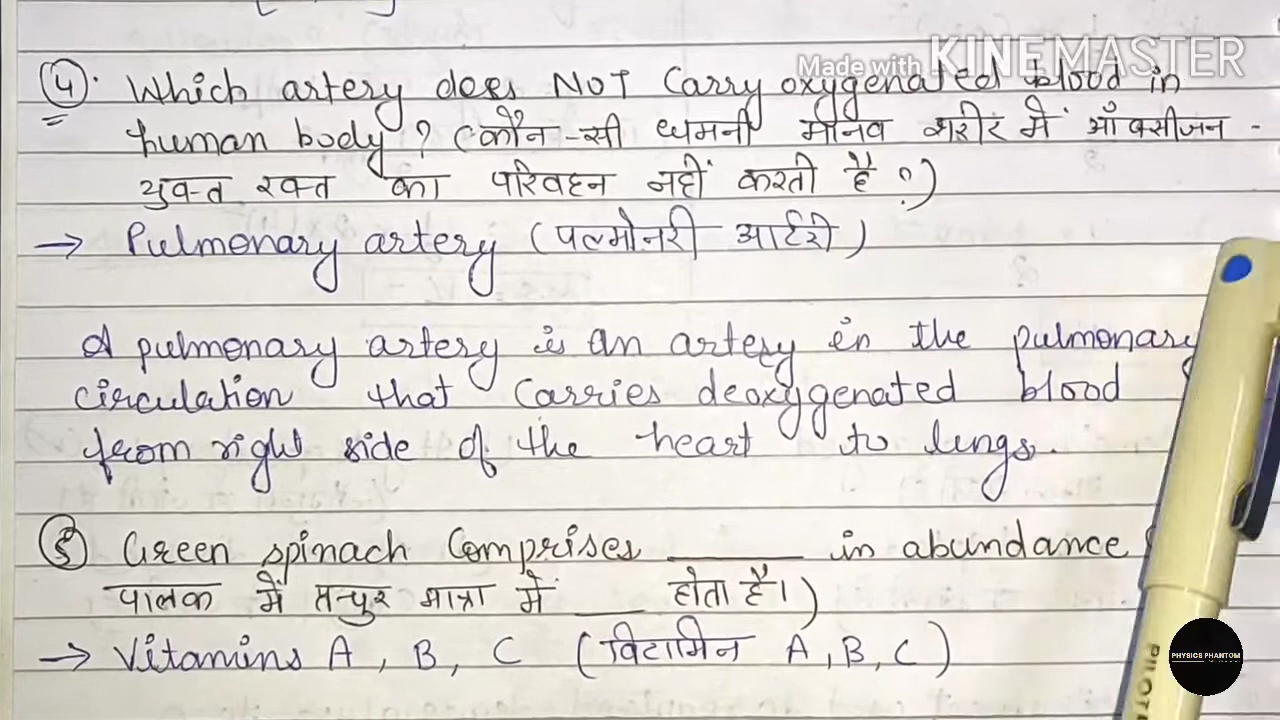 Made with KINEMASTER
④. Which artery does NOT Carry oxygenated blood in
human body? (कौन-सी धमनी मानव शरीर में ऑक्सीजन-
युक्त रक्त का परिवहन नहीं करती है?)
→ Pulmonary artery (पल्मोनरी आर्टरी)
A pulmonary artery is an artery in the pulmonary
circulation that carries deoxygenated blood
from right side of the heart to lungs.
⑤ Green spinach comprises ____ in abundance (
पालक में प्रचुर मात्रा में ___ होता है।)
→ Vitamins A, B, C (विटामिन A, B, C)
PHYSICS PHANTOM
PILOT